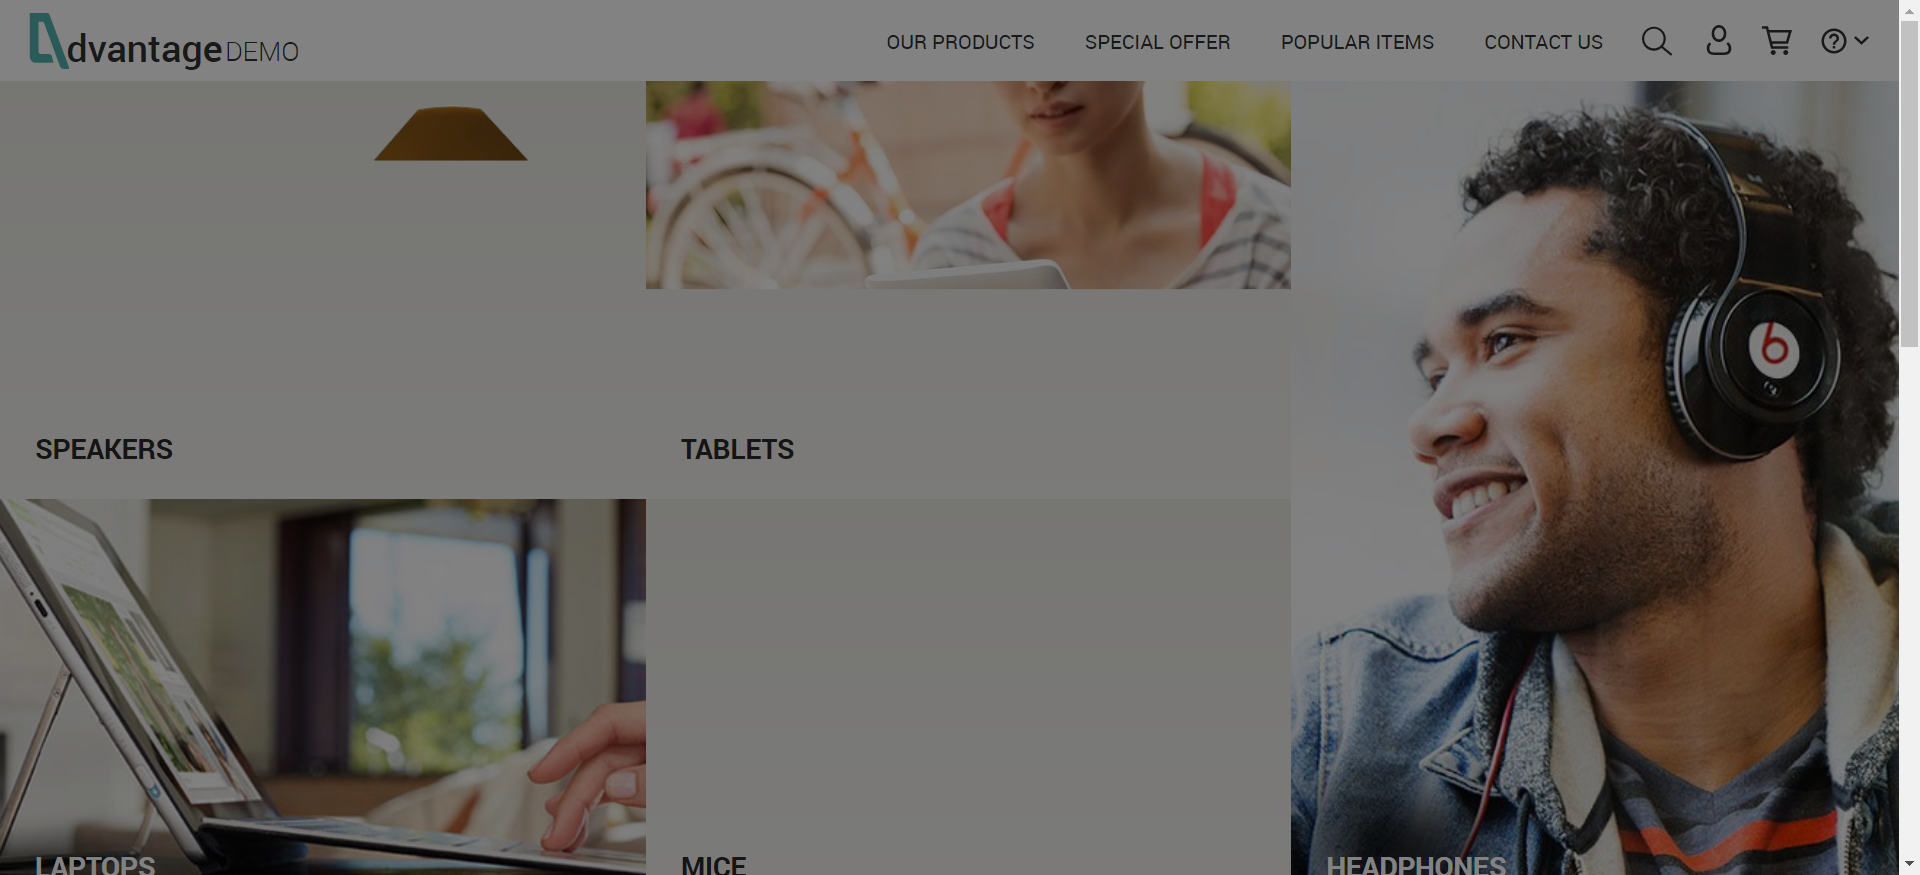 dvantage DEMO
OUR PRODUCTS
SPECIAL OFFER
POPULAR ITEMS
CONTACT US
SPEAKERS
TABLETS
LAPTOPS
MICE
HEADPHONES